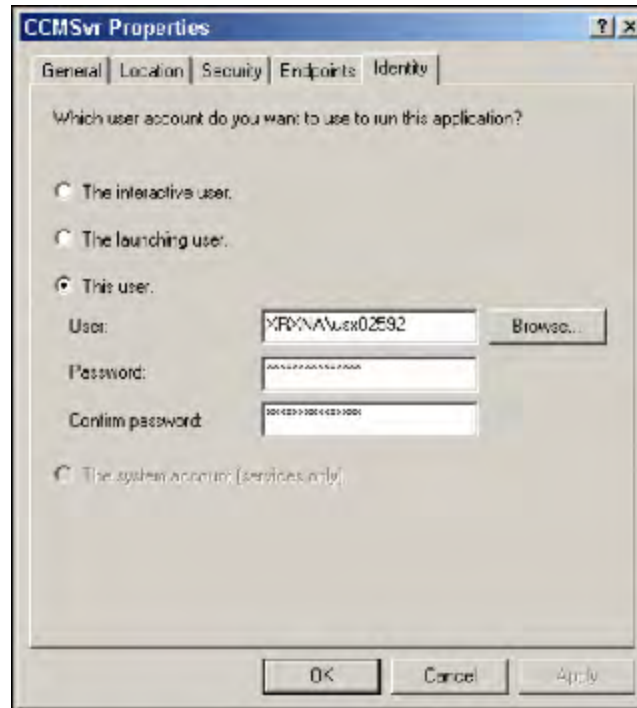 CCMSvr Properties
General Location Security Endpoints Identity
Which user account do you want to use to run this application?
The interactive user.
The launching user.
This user.
User: XRXNA\usx02592 Browse...
Password: ***************
Confirm password: ***************
The system account (services only).
OK Cancel Apply